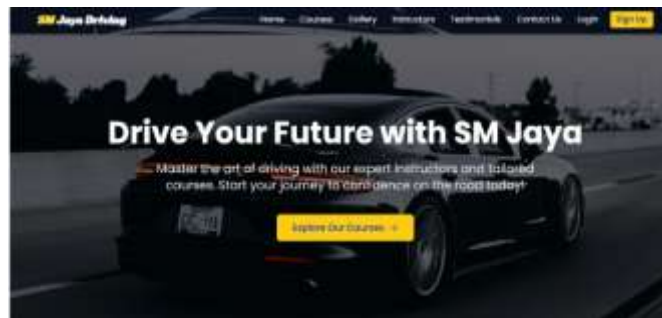 SM Jaya Driving
Home Courses Gallery Instructors Testimonials Contact Us Login Sign Up
Drive Your Future with SM Jaya
Master the art of driving with our expert instructors and tailored
courses. Start your journey to confidence on the road today!
Explore Our Courses →